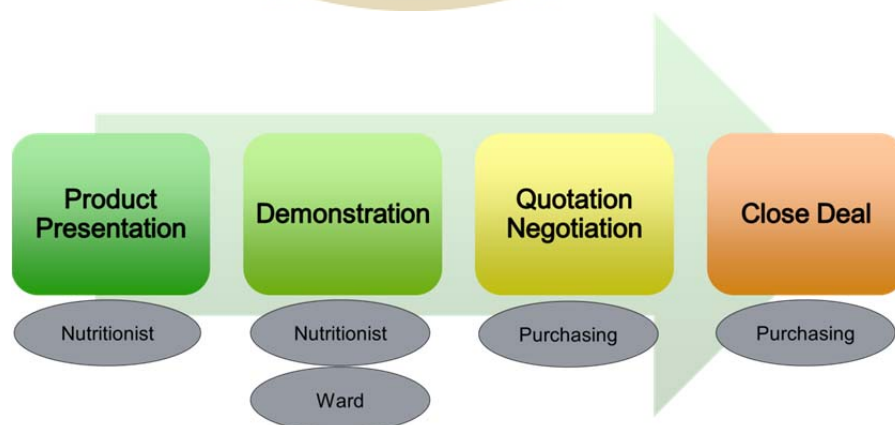 Product
Presentation
Demonstration
Quotation
Negotiation
Close Deal
Nutritionist
Nutritionist
Purchasing
Purchasing
Ward